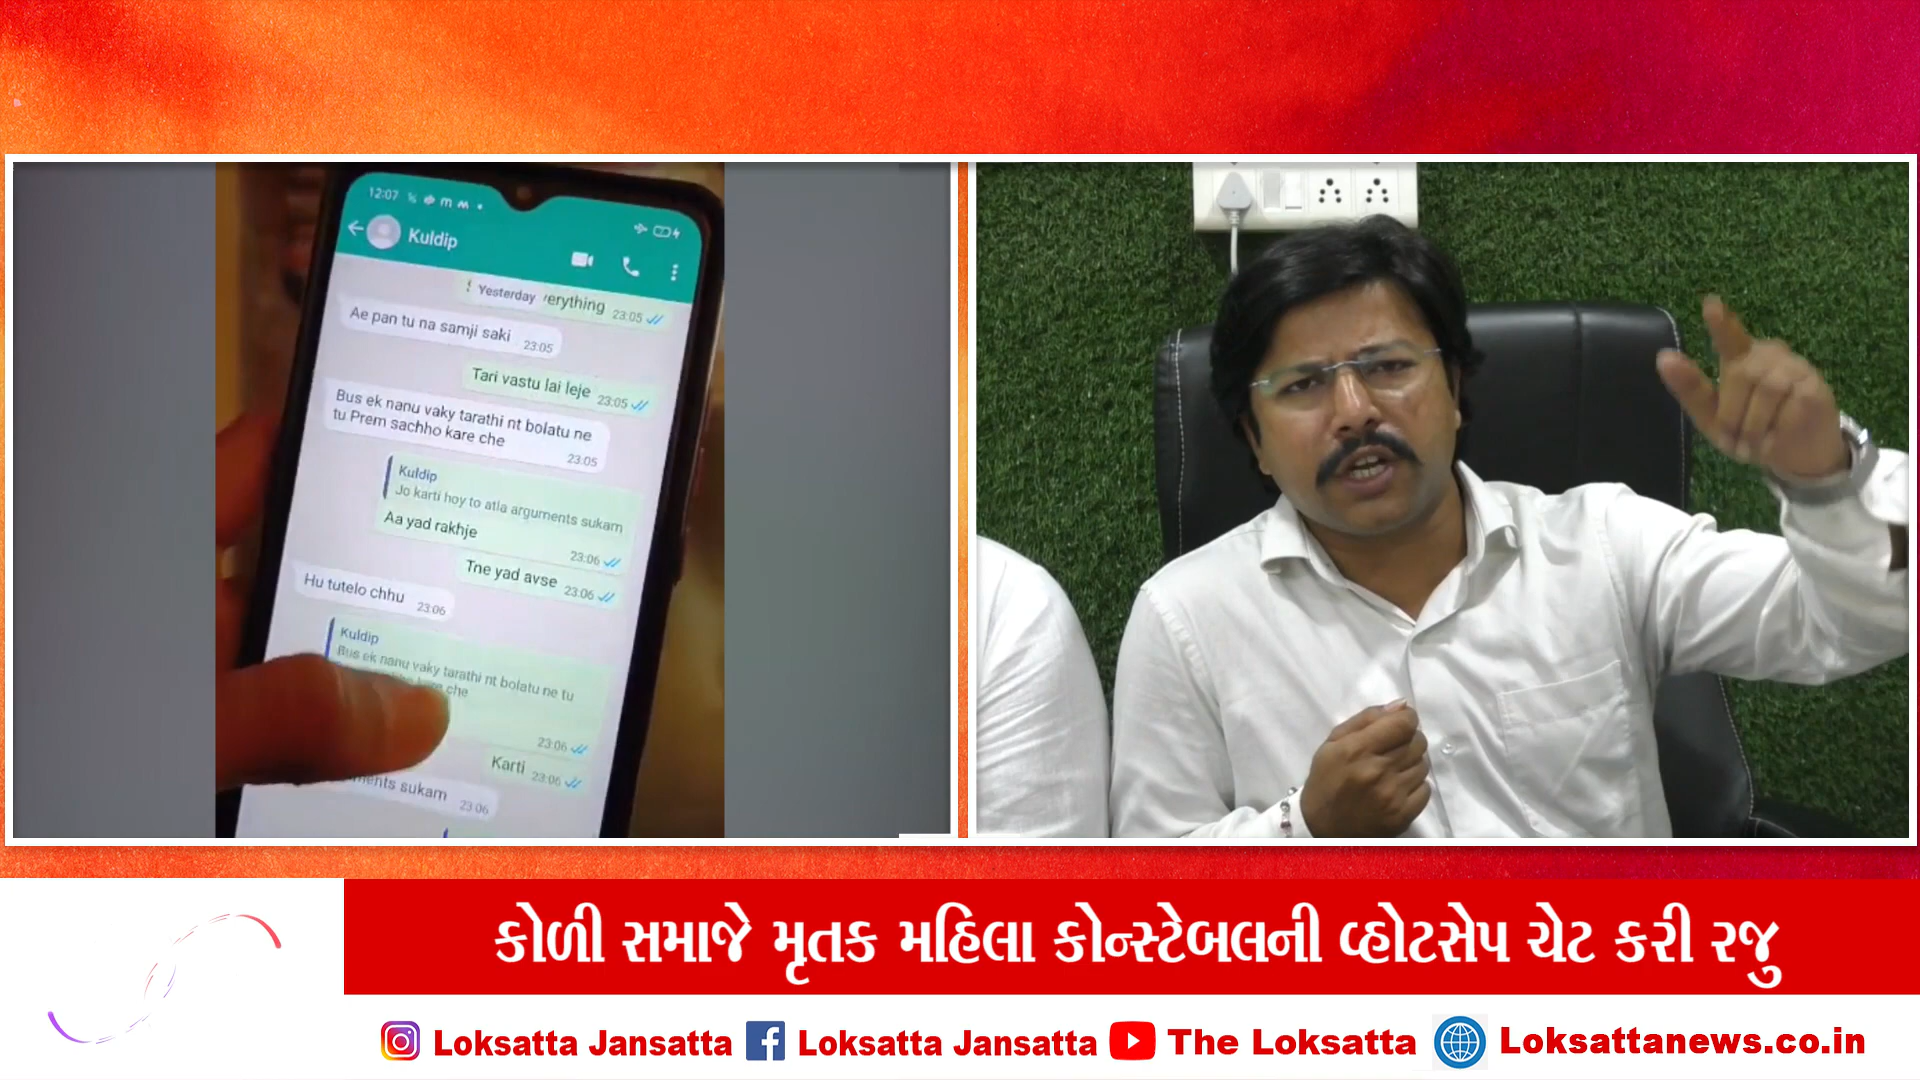 12:07
Kuldip
Yesterday
erything 23:05
Ae pan tu na samji saki 23:05
Tari vastu lai leje 23:05
Bus ek nanu vaky tarathi nt bolatu ne
tu Prem sachho kare che
23:05
Kuldip
Jo karti hoy to atla arguments sukam
Aa yad rakhje
23:06
Tne yad avse 23:06
Hu tutelo chhu 23:06
Kuldip
Bus ek nanu vaky tarathi nt bolatu ne tu
che
23:06
Karti 23:06
ments sukam 23:06
કોળી સમાજે મૃતક મહિલા કોન્સ્ટેબલની વ્હોટસેપ ચેટ કરી રજુ
Loksatta Jansatta Loksatta Jansatta The Loksatta Loksattanews.co.in